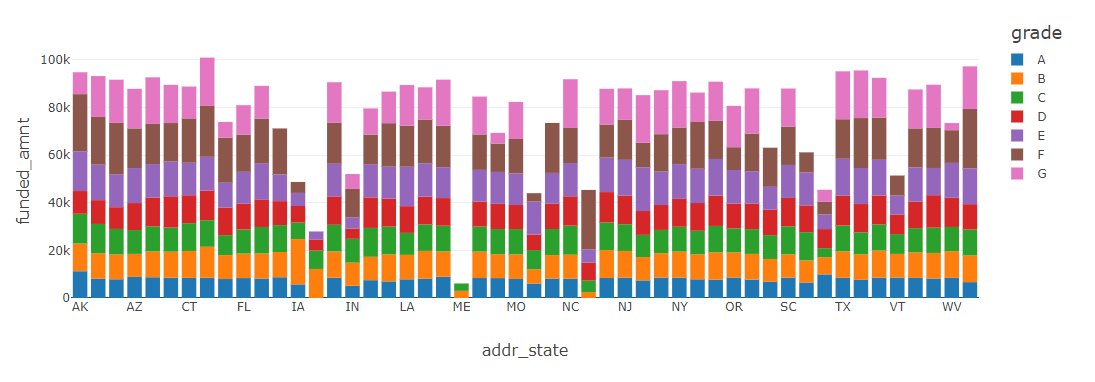 grade
A
B
C
D
E
F
G
100k
80k
60k
40k
20k
0
funded_amnt
AK AZ CT FL IA IN LA ME MO NC NJ NY OR SC TX VT WV
addr_state